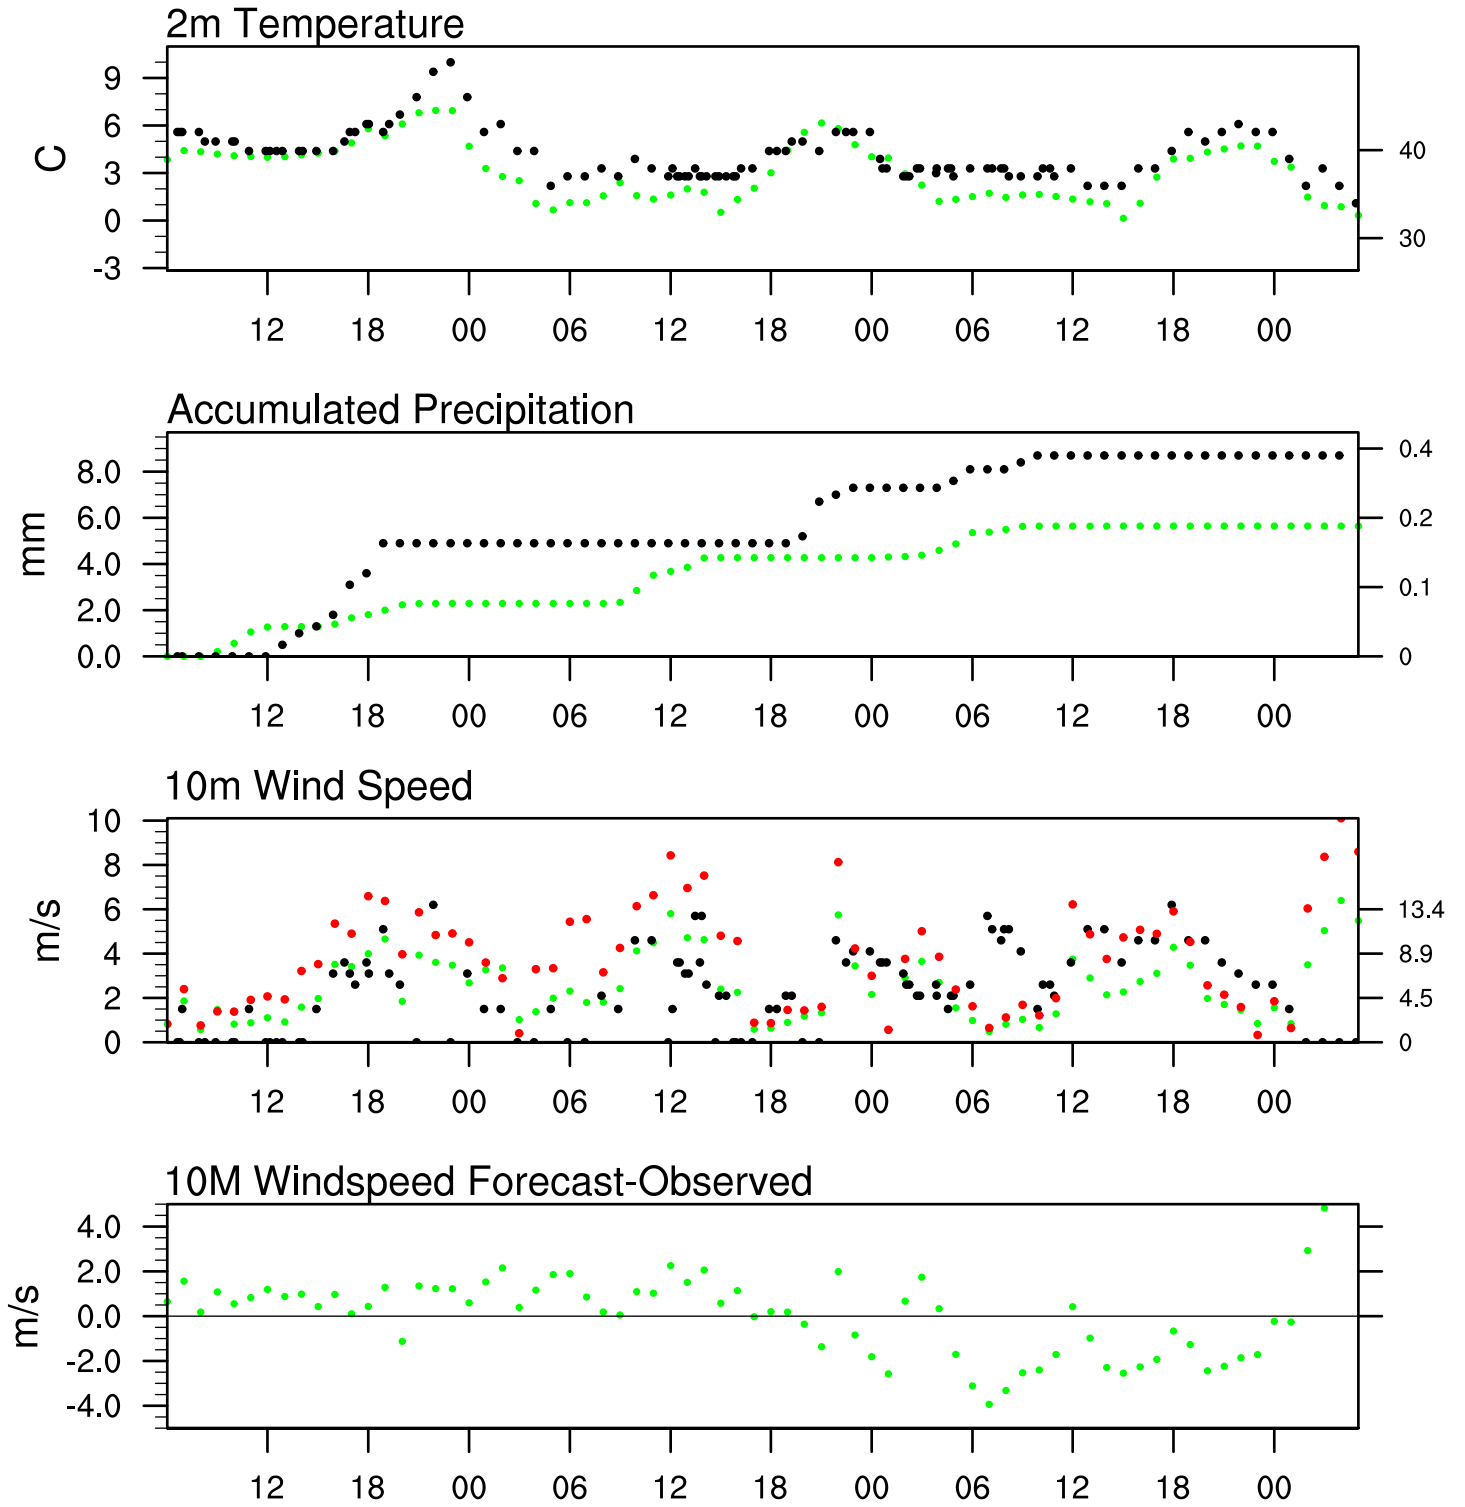 2m Temperature
9
6
3
0
-3
C
40
30
12 18 00 06 12 18 00 06 12 18 00
Accumulated Precipitation
8.0
6.0
4.0
2.0
0.0
mm
0.4
0.2
0.1
0
12 18 00 06 12 18 00 06 12 18 00
10m Wind Speed
10
8
6
4
2
0
m/s
13.4
8.9
4.5
0
12 18 00 06 12 18 00 06 12 18 00
10M Windspeed Forecast-Observed
4.0
2.0
0.0
-2.0
-4.0
m/s
12 18 00 06 12 18 00 06 12 18 00